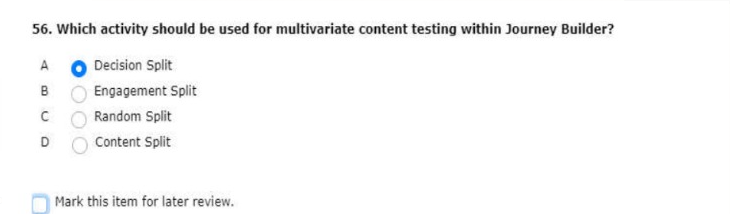 56. Which activity should be used for multivariate content testing within Journey Builder?
A Decision Split
B Engagement Split
C Random Split
D Content Split
Mark this item for later review.